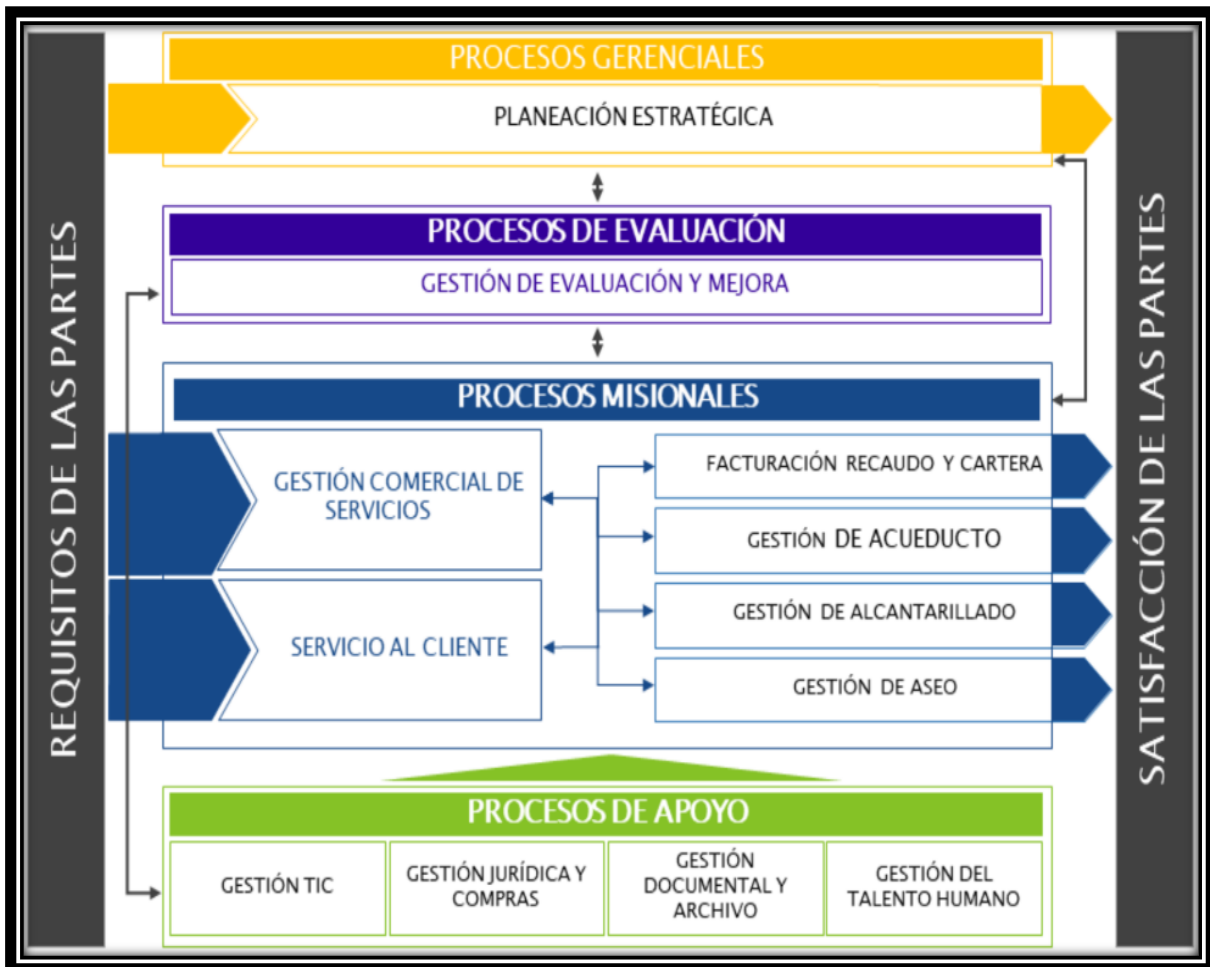 PROCESOS GERENCIALES
PLANEACIÓN ESTRATÉGICA
REQUISITOS DE LAS PARTES
SATISFACCIÓN DE LAS PARTES
PROCESOS DE EVALUACIÓN
GESTIÓN DE EVALUACIÓN Y MEJORA
PROCESOS MISIONALES
GESTIÓN COMERCIAL DE
SERVICIOS
SERVICIO AL CLIENTE
FACTURACIÓN RECAUDO Y CARTERA
GESTIÓN DE ACUEDUCTO
GESTIÓN DE ALCANTARILLADO
GESTIÓN DE ASEO
PROCESOS DE APOYO
GESTIÓN TIC
GESTIÓN JURÍDICA Y
COMPRAS
GESTIÓN
DOCUMENTAL Y
ARCHIVO
GESTIÓN DEL
TALENTO HUMANO